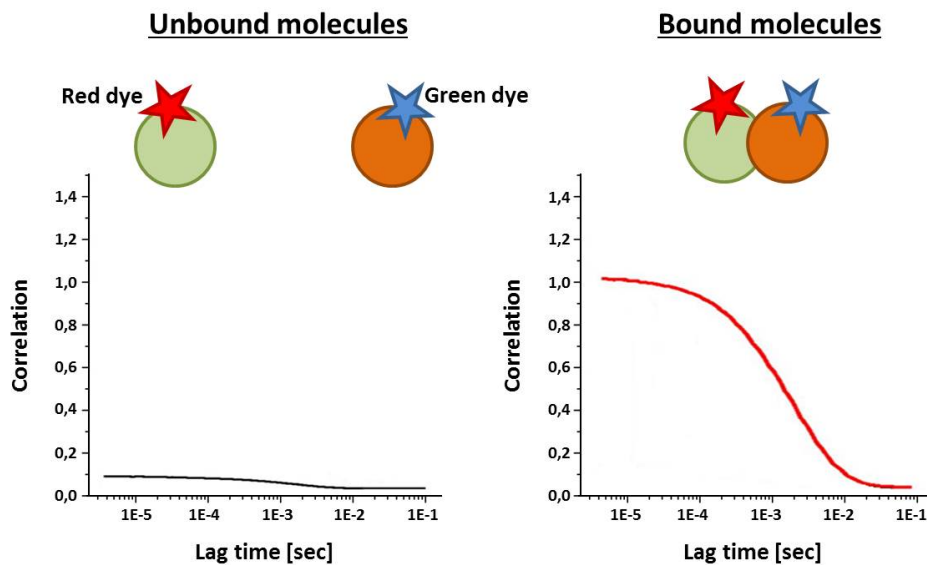 Unbound molecules
Red dye
Green dye
Correlation
1,4
1,2
1,0
0,8
0,6
0,4
0,2
0,0
1E-5 1E-4 1E-3 1E-2 1E-1
Lag time [sec]
Bound molecules
Correlation
1,4
1,2
1,0
0,8
0,6
0,4
0,2
0,0
1E-5 1E-4 1E-3 1E-2 1E-1
Lag time [sec]